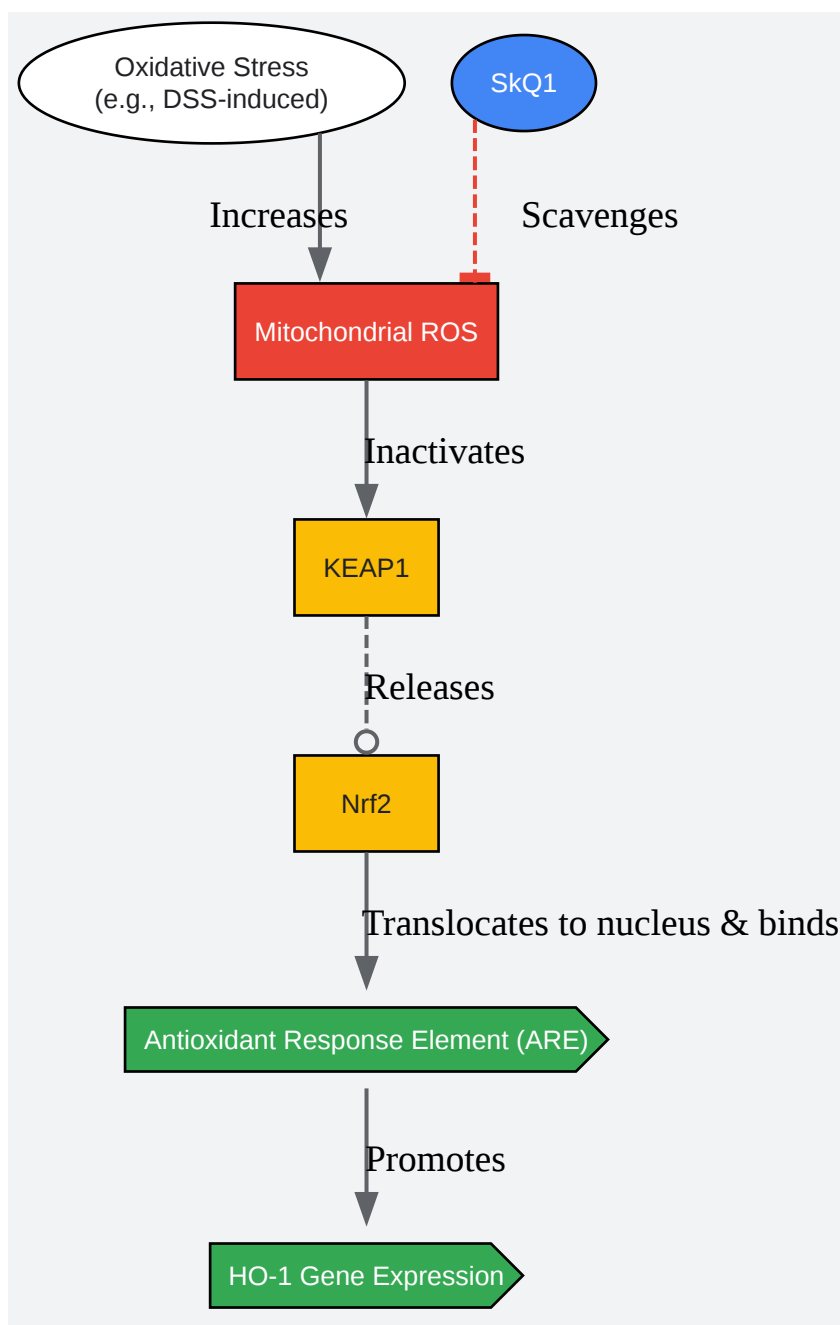 Oxidative Stress
(e.g., DSS-induced)
SkQ1
Increases
Scavenges
Mitochondrial ROS
Inactivates
KEAP1
Releases
Nrf2
Translocates to nucleus & binds
Antioxidant Response Element (ARE)
Promotes
HO-1 Gene Expression